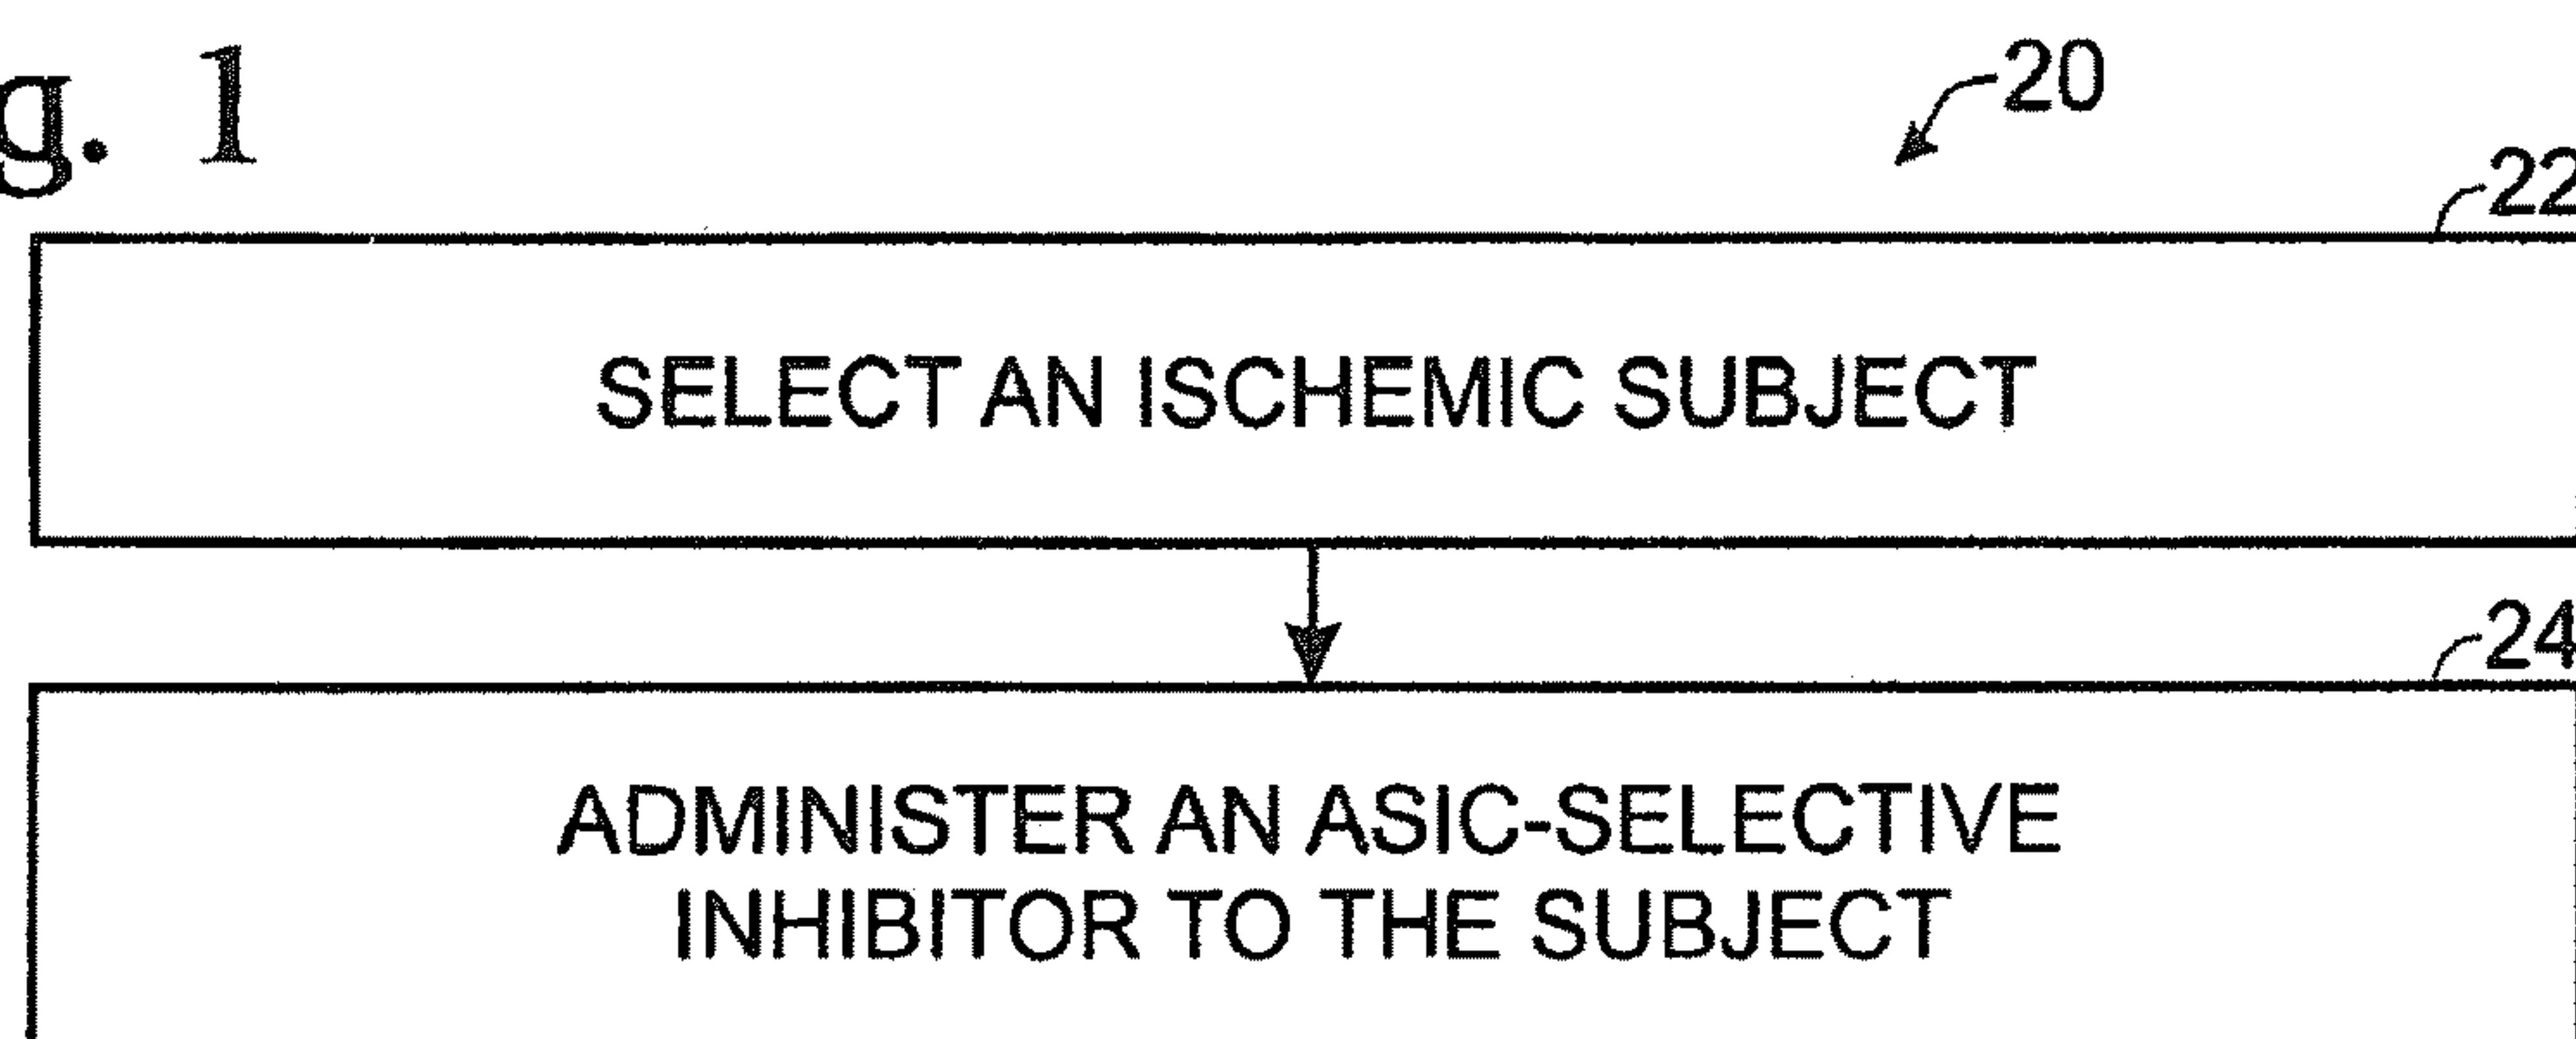 g. 1
20
22
SELECT AN ISCHEMIC SUBJECT
24
ADMINISTER AN ASIC-SELECTIVE
INHIBITOR TO THE SUBJECT